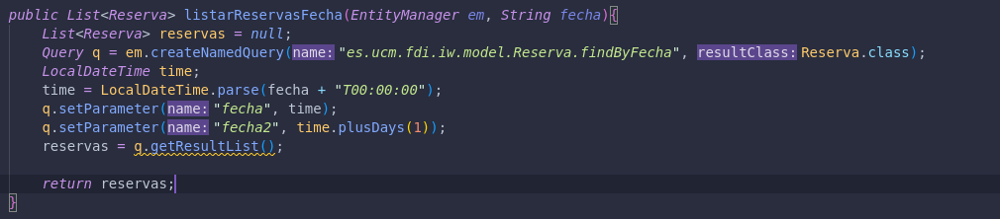 public List<Reserva> listarReservasFecha(EntityManager em, String fecha){
List<Reserva> reservas = null;
Query q = em.createNamedQuery(name: "es.ucm.fdi.iw.model.Reserva.findByFecha", resultClass: Reserva.class);
LocalDateTime time;
time = LocalDateTime.parse(fecha + "T00:00:00");
q.setParameter(name: "fecha", time);
q.setParameter(name: "fecha2", time.plusDays(1));
reservas = q.getResultList();
return reservas;
}